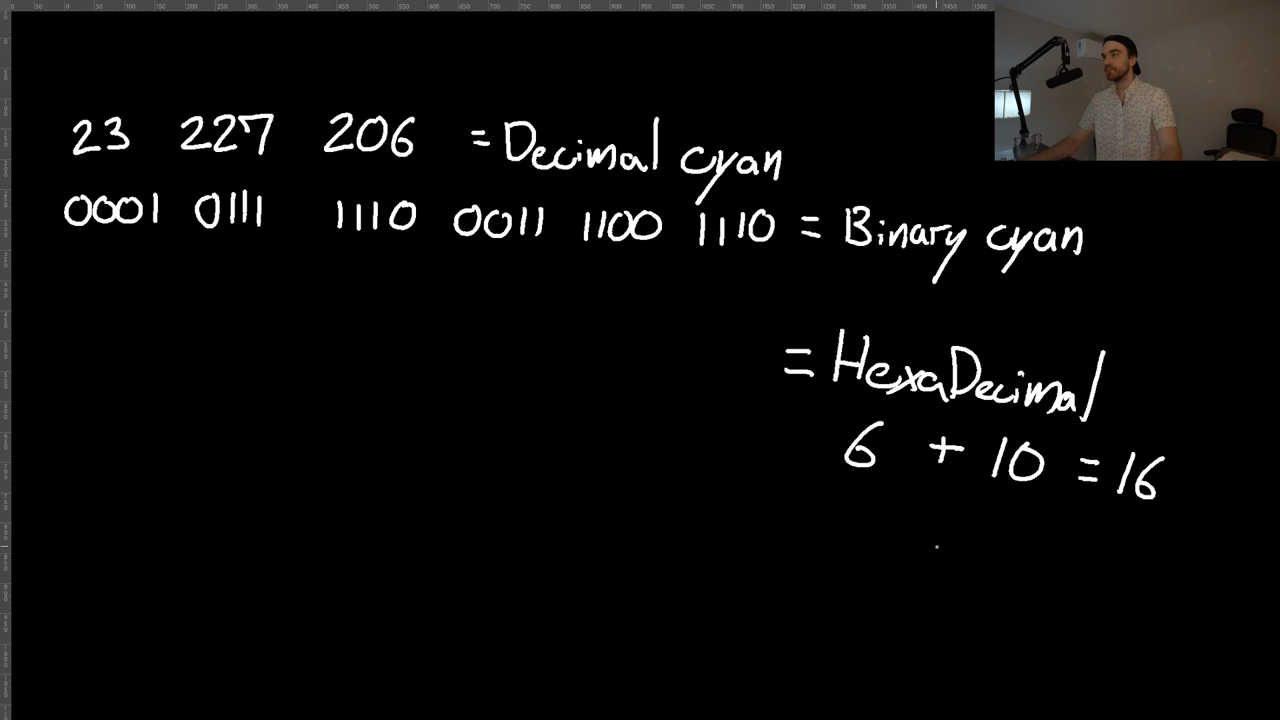 23 227 206 = Decimal cyan
0001 0111 1110 0011 1100 1110 = Binary cyan
= HexaDecimal
6 + 10 = 16